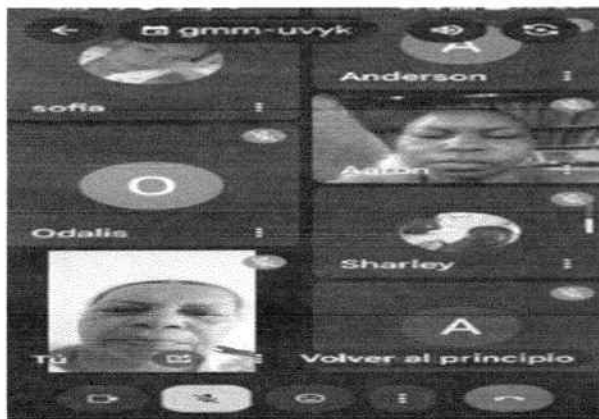 gmm-uvyk
sofia
A
Anderson
Aaron
O
Odalis
Sharley
Tú
A
Volver al principio